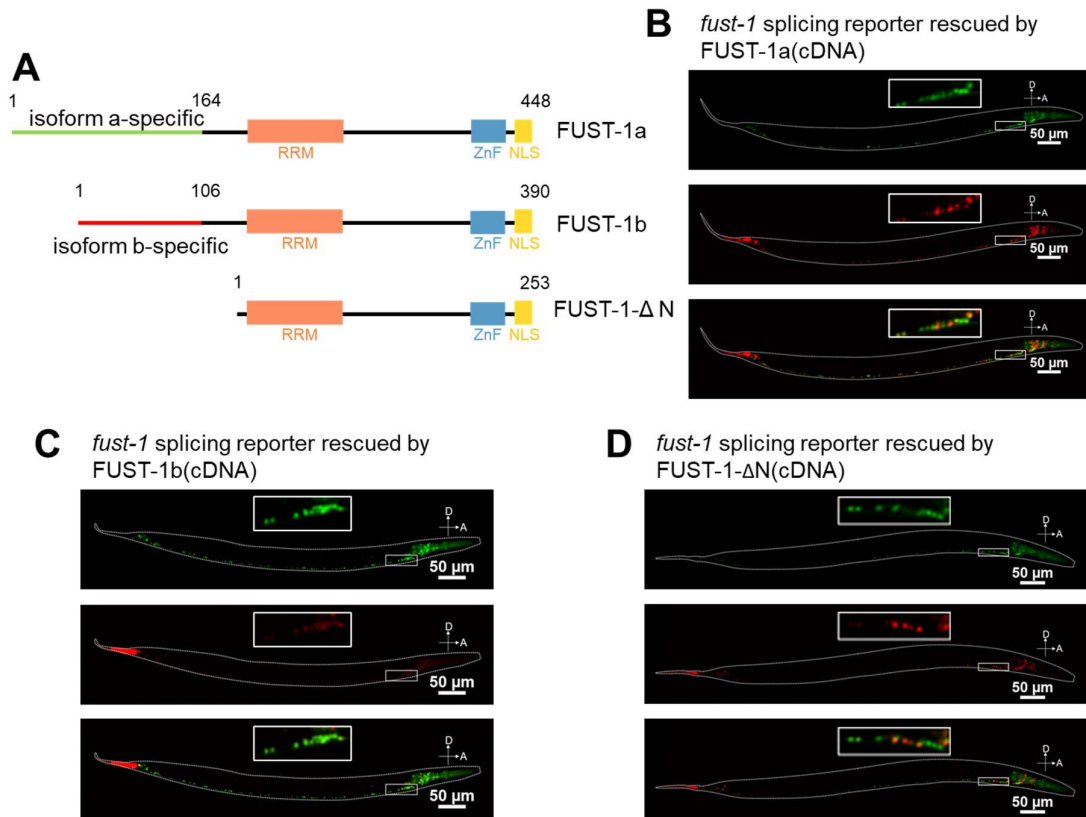 A
1
164
448
isoform a-specific
FUST-1a
RRM
ZnF
NLS
1
106
390
isoform b-specific
FUST-1b
RRM
ZnF
NLS
1
253
FUST-1-Δ N
RRM
ZnF
NLS
B
fust-1 splicing reporter rescued by
FUST-1a(cDNA)
D
A
50 µm
D
A
50 µm
D
A
50 µm
C
fust-1 splicing reporter rescued by
FUST-1b(cDNA)
D
A
50 µm
D
A
50 µm
D
A
50 µm
D
fust-1 splicing reporter rescued by
FUST-1-ΔN(cDNA)
D
A
50 µm
D
A
50 µm
D
A
50 µm